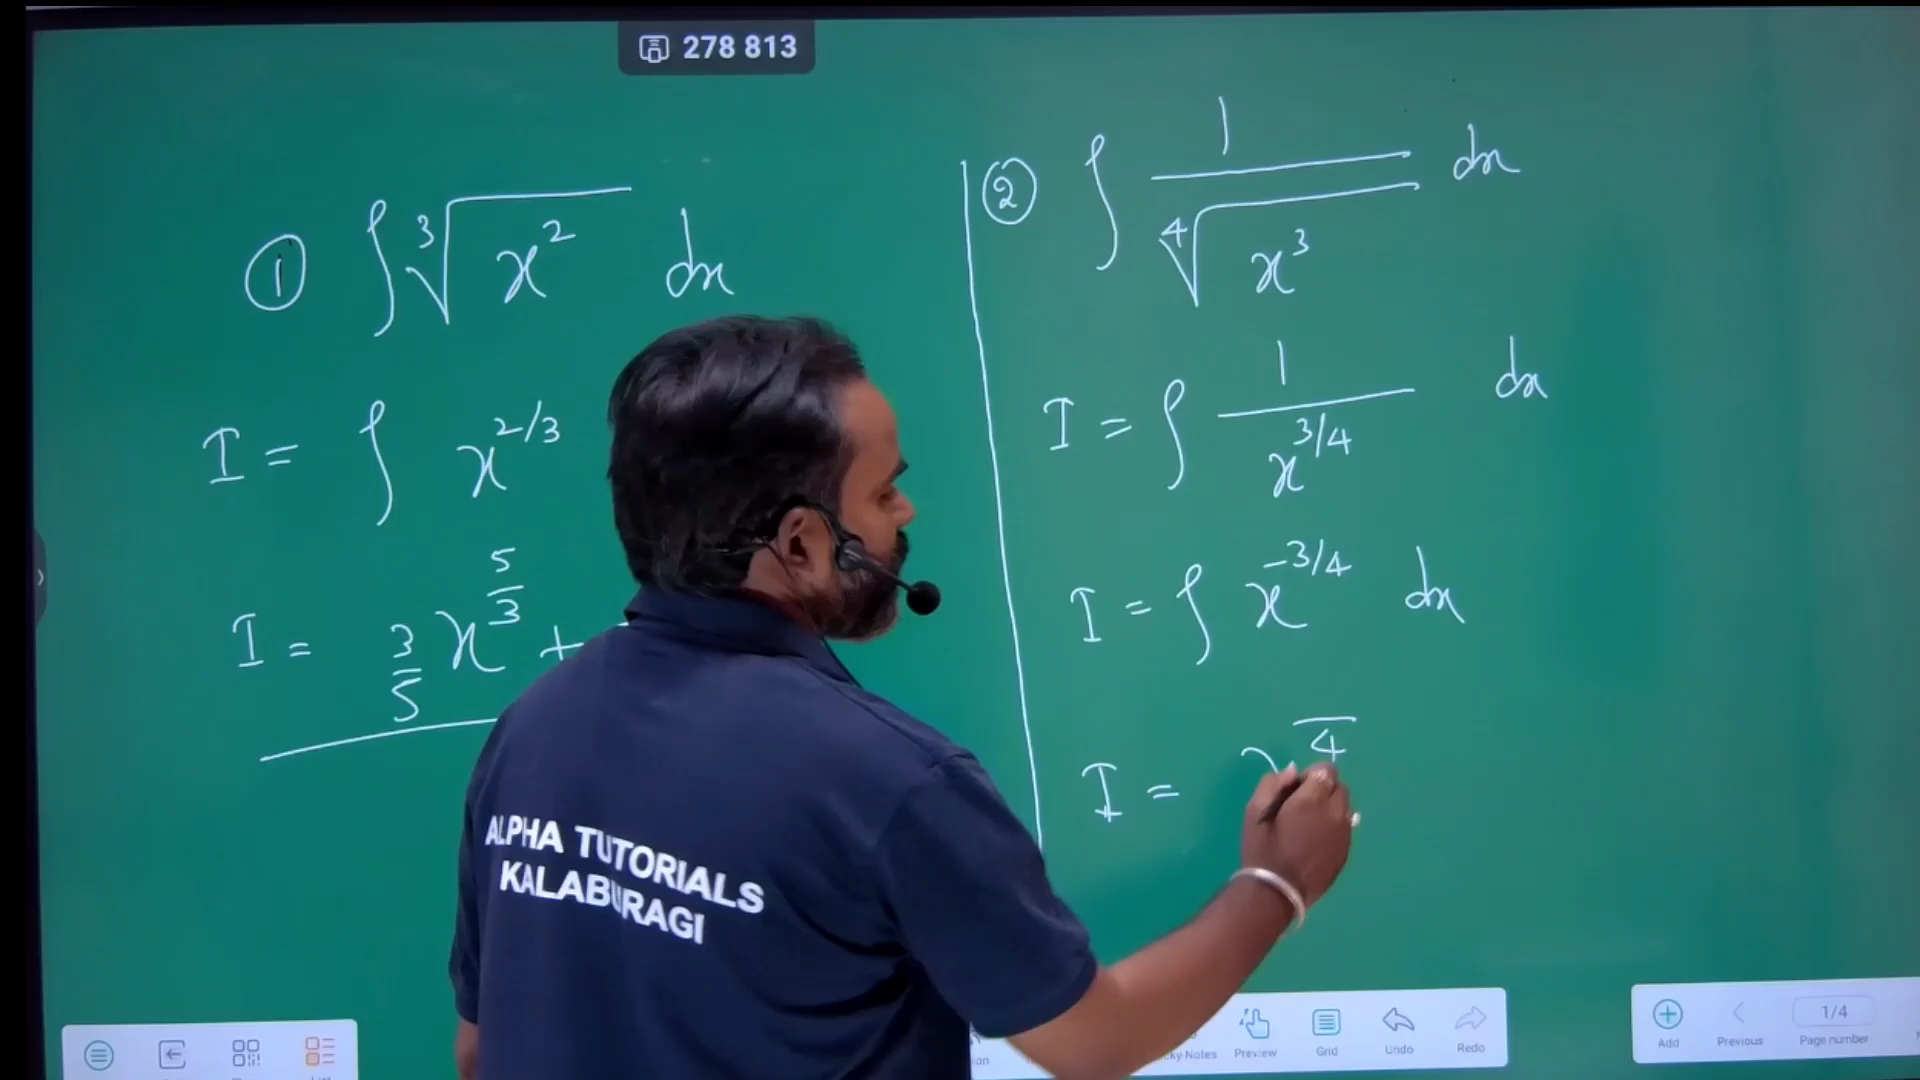 278 813
① ∫ ∛x² dx
I = ∫ x^{2/3}
I = 3/5 x^{5/3} +
② ∫ 1/∜x³ dx
I = ∫ 1/x^{3/4} dx
I = ∫ x^{-3/4} dx
I = x^{/4}
ALPHA TUTORIALS
KALABURAGI
Preview
Grid
Undo
Redo
Add
Previous
1/4
Page number